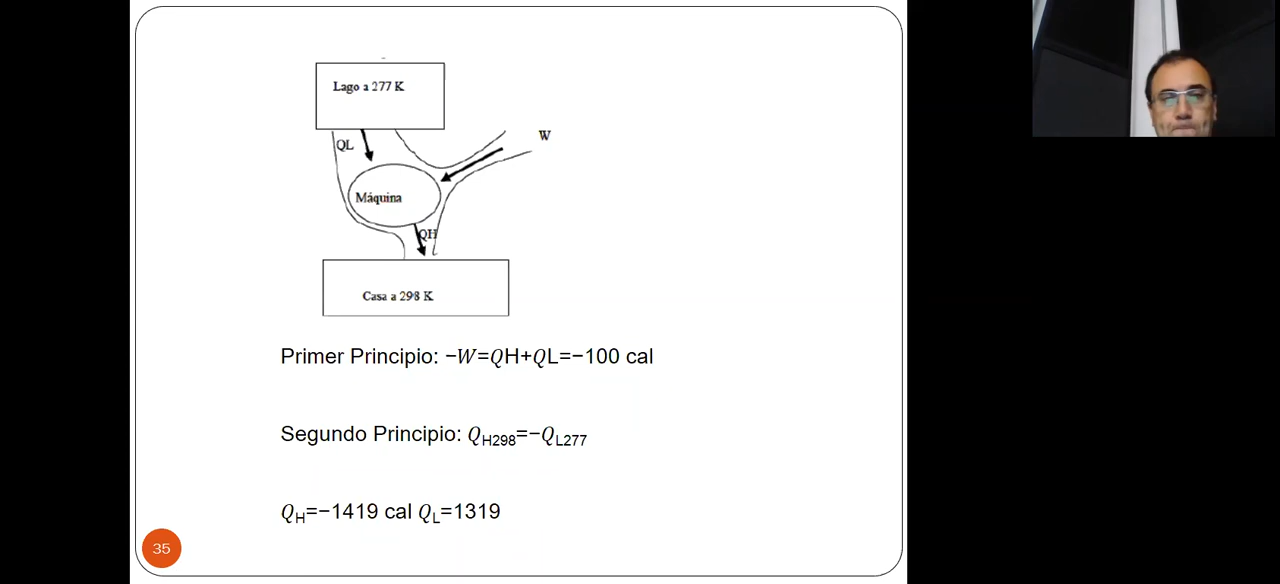 Lago a 277 K
W
QL
Máquina
QH
Casa a 298 K
Primer Principio: −W=QH+QL=−100 cal
Segundo Principio: QH298=−QL277
QH=−1419 cal QL=1319
35